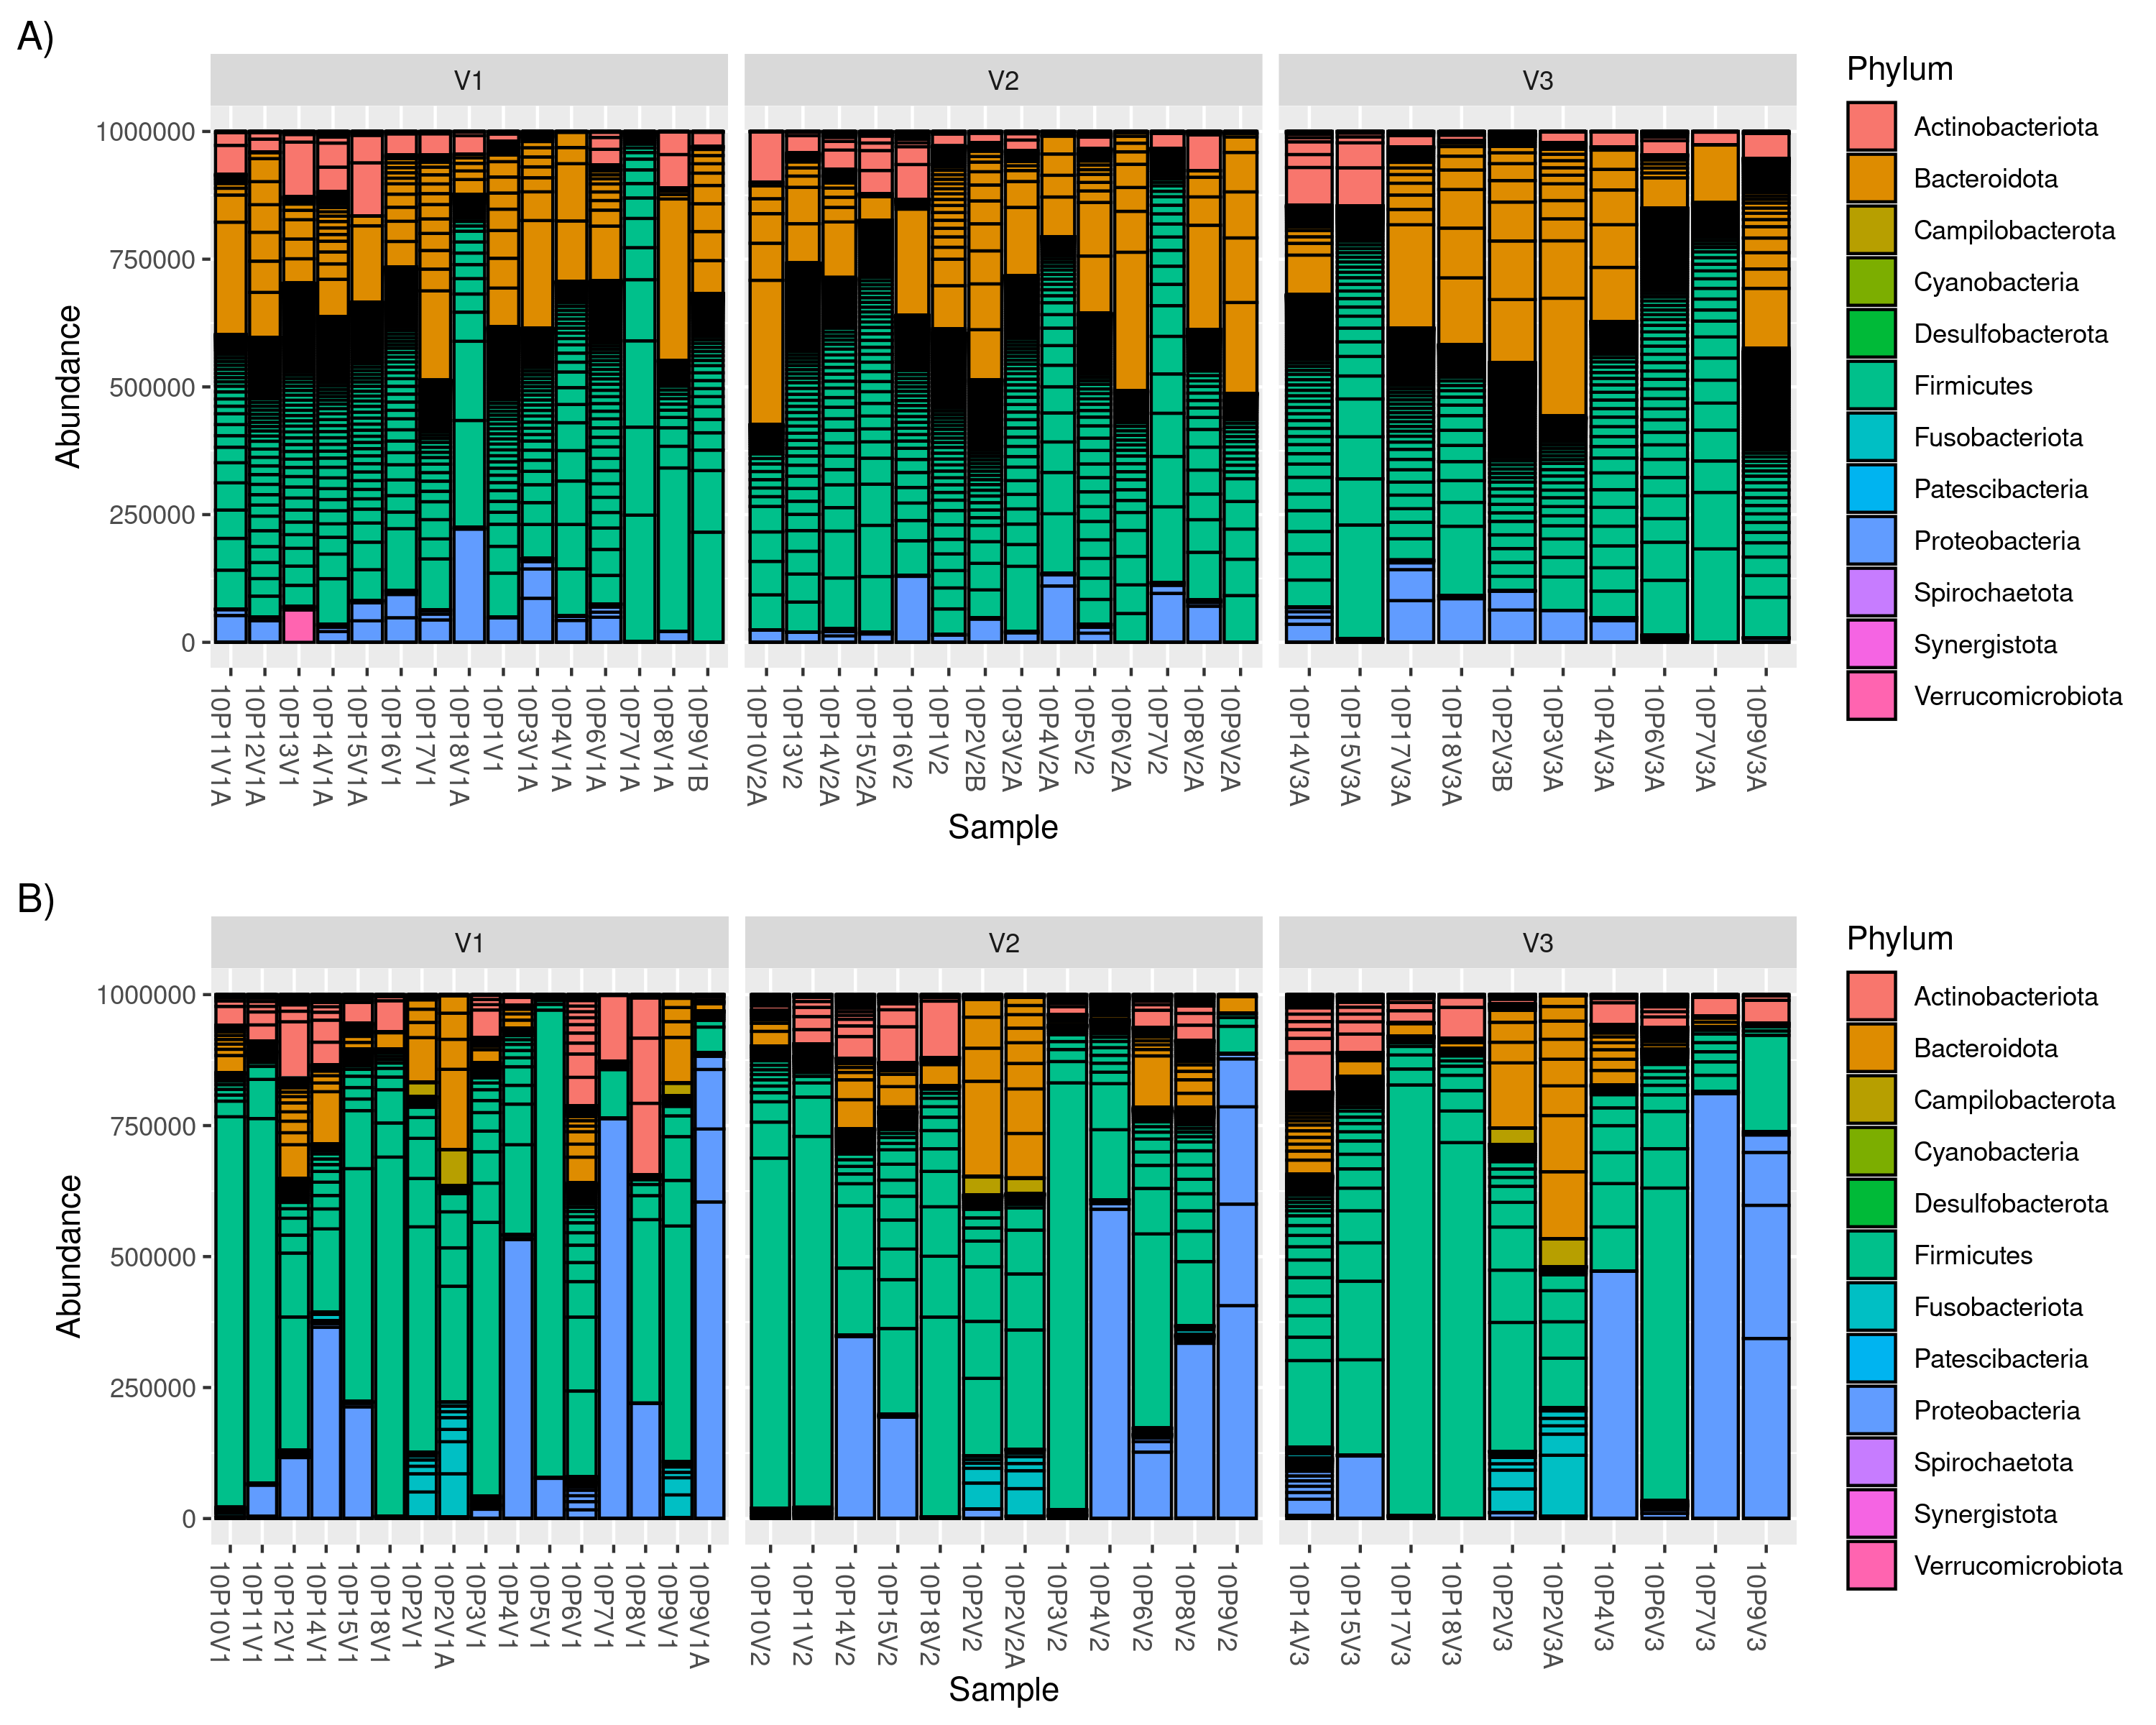 A)
V1 V2 V3
Phylum
Actinobacteriota
Bacteroidota
Campilobacterota
Cyanobacteria
Desulfobacterota
Firmicutes
Fusobacteriota
Patescibacteria
Proteobacteria
Spirochaetota
Synergistota
Verrucomicrobiota
Abundance
1000000
750000
500000
250000
0
10P11V1A 10P12V1A 10P13V1 10P14V1A 10P15V1A 10P16V1 10P17V1 10P18V1A 10P1V1 10P3V1A 10P4V1A 10P6V1A 10P7V1A 10P8V1A 10P9V1B 10P10V2A 10P13V2 10P14V2A 10P15V2A 10P16V2 10P1V2 10P2V2B 10P3V2A 10P4V2A 10P5V2 10P6V2A 10P7V2 10P8V2A 10P9V2A 10P14V3A 10P15V3A 10P17V3A 10P18V3A 10P2V3B 10P3V3A 10P4V3A 10P6V3A 10P7V3A 10P9V3A
Sample
B)
V1 V2 V3
Phylum
Actinobacteriota
Bacteroidota
Campilobacterota
Cyanobacteria
Desulfobacterota
Firmicutes
Fusobacteriota
Patescibacteria
Proteobacteria
Spirochaetota
Synergistota
Verrucomicrobiota
Abundance
1000000
750000
500000
250000
0
10P10V1 10P11V1 10P12V1 10P14V1 10P15V1 10P18V1 10P2V1 10P2V1A 10P3V1 10P4V1 10P5V1 10P6V1 10P7V1 10P8V1 10P9V1 10P9V1A 10P10V2 10P11V2 10P14V2 10P15V2 10P18V2 10P2V2 10P2V2A 10P3V2 10P4V2 10P6V2 10P8V2 10P9V2 10P14V3 10P15V3 10P17V3 10P18V3 10P2V3 10P2V3A 10P4V3 10P6V3 10P7V3 10P9V3
Sample